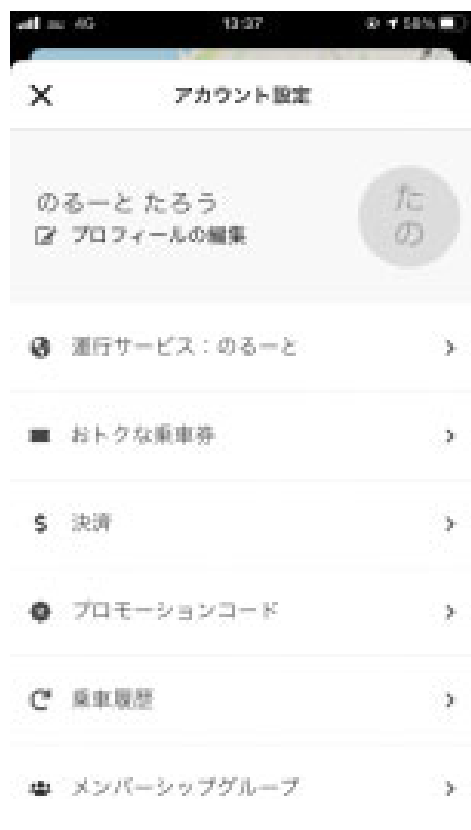 au 4G 13:37 58%
アカウント設定
のるーと たろう
プロフィールの編集
たの
運行サービス：のるーと
おトクな乗車券
決済
プロモーションコード
乗車履歴
メンバーシップグループ